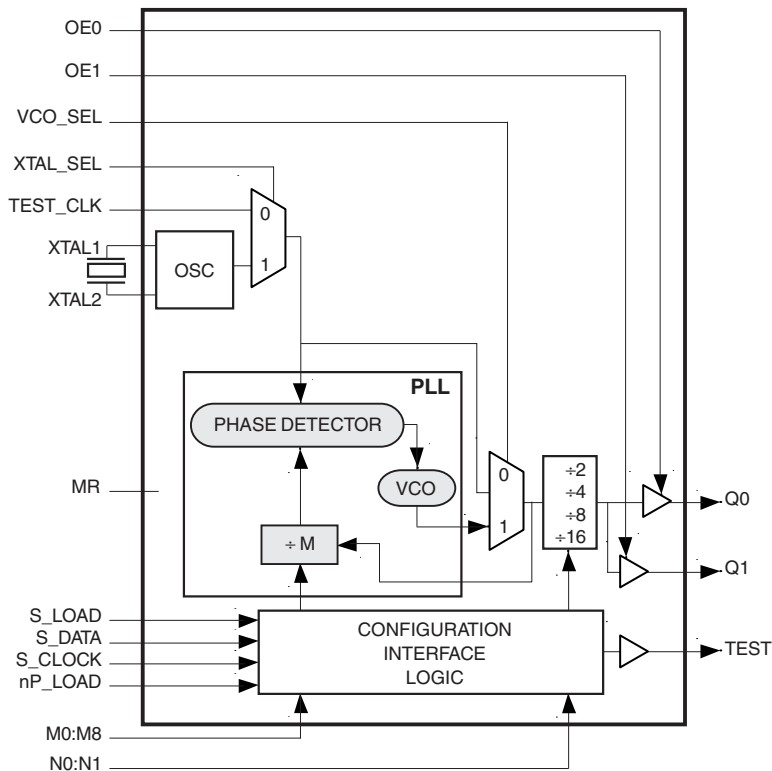 OE0
OE1
VCO_SEL
XTAL_SEL
TEST_CLK
0
XTAL1
OSC
1
XTAL2
PLL
PHASE DETECTOR
MR
VCO
0
1
÷2
÷4
÷8
÷16
Q0
÷ M
Q1
S_LOAD
S_DATA
S_CLOCK
nP_LOAD
CONFIGURATION
INTERFACE
LOGIC
TEST
M0:M8
N0:N1